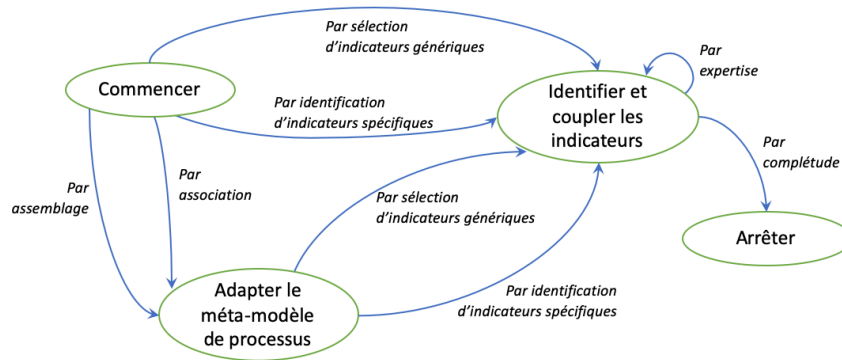 Par sélection
d’indicateurs génériques
Par
expertise
Commencer
Identifier et
coupler les
indicateurs
Par identification
d’indicateurs spécifiques
Par
complétude
Par
assemblage
Par
association
Par sélection
d’indicateurs génériques
Arrêter
Adapter le
méta-modèle
de processus
Par identification
d’indicateurs spécifiques